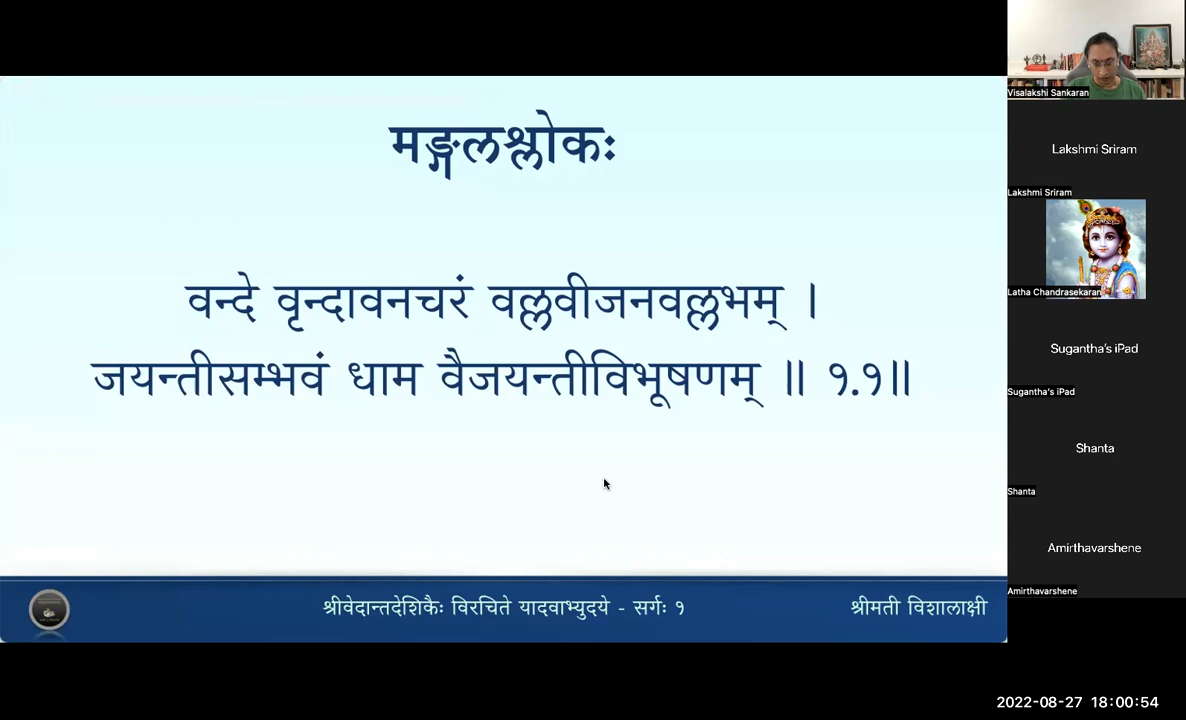 मङ्गलश्लोकः
वन्दे वृन्दावनचरं वल्लवीजनवल्लभम् ।
जयन्तीसम्भवं धाम वैजयन्तीविभूषणम् ॥ १.१॥
श्रीवेदान्तदेशिकैः विरचिते यादवाभ्युदये - सर्गः १
श्रीमती विशालाक्षी
Visalakshi Sankaran
Lakshmi Sriram
Lakshmi Sriram
Latha Chandrasekaran
Sugantha's iPad
Sugantha's iPad
Shanta
Shanta
Amirthavarshene
Amirthavarshene
2022-08-27 18:00:54